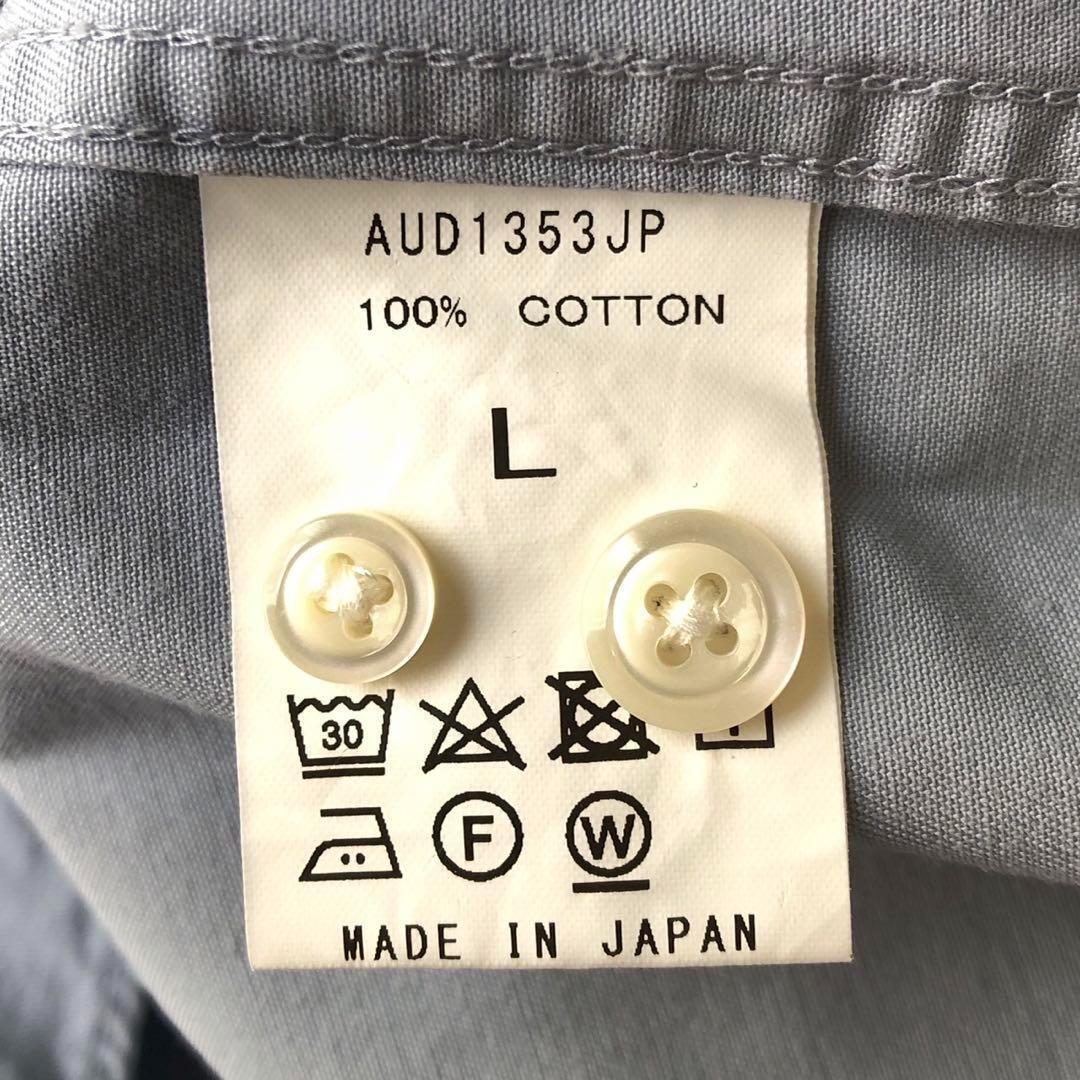 AUD1353JP
100% COTTON
L
30
F
W
MADE IN JAPAN